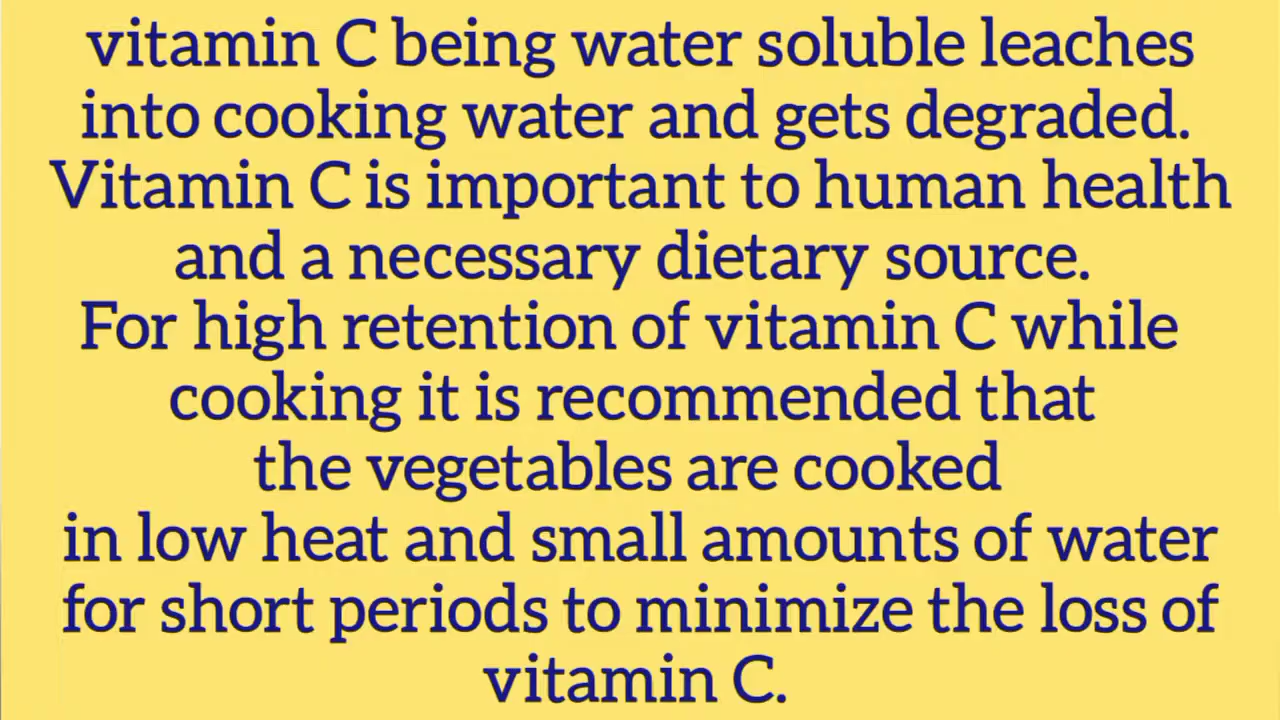 vitamin C being water soluble leaches
into cooking water and gets degraded.
Vitamin C is important to human health
and a necessary dietary source.
For high retention of vitamin C while
cooking it is recommended that
the vegetables are cooked
in low heat and small amounts of water
for short periods to minimize the loss of
vitamin C.